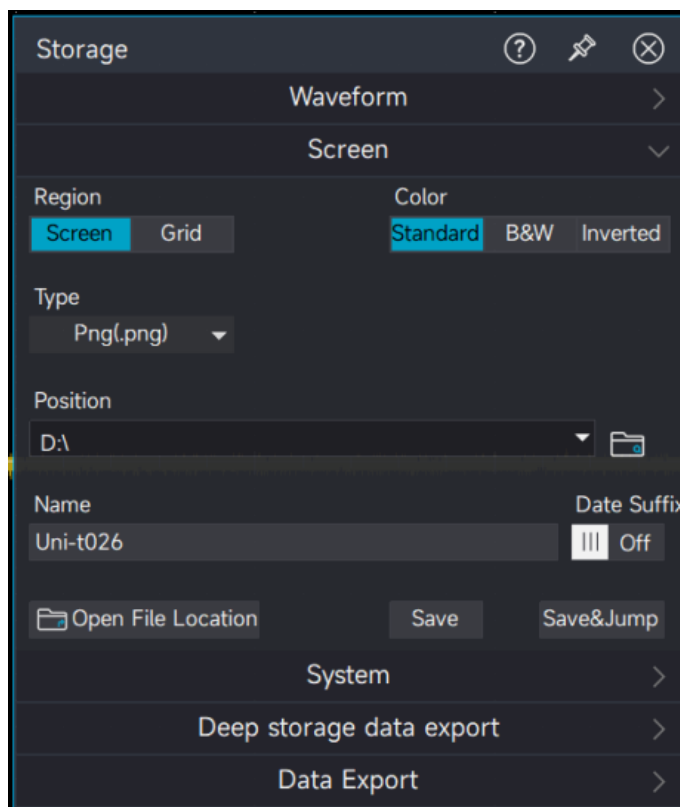 Storage
Waveform
Screen
Region Color
Screen Grid Standard B&W Inverted
Type
Png(.png)
Position
D:\
Name Date Suffix
Uni-t026 Off
Open File Location Save Save&Jump
System
Deep storage data export
Data Export